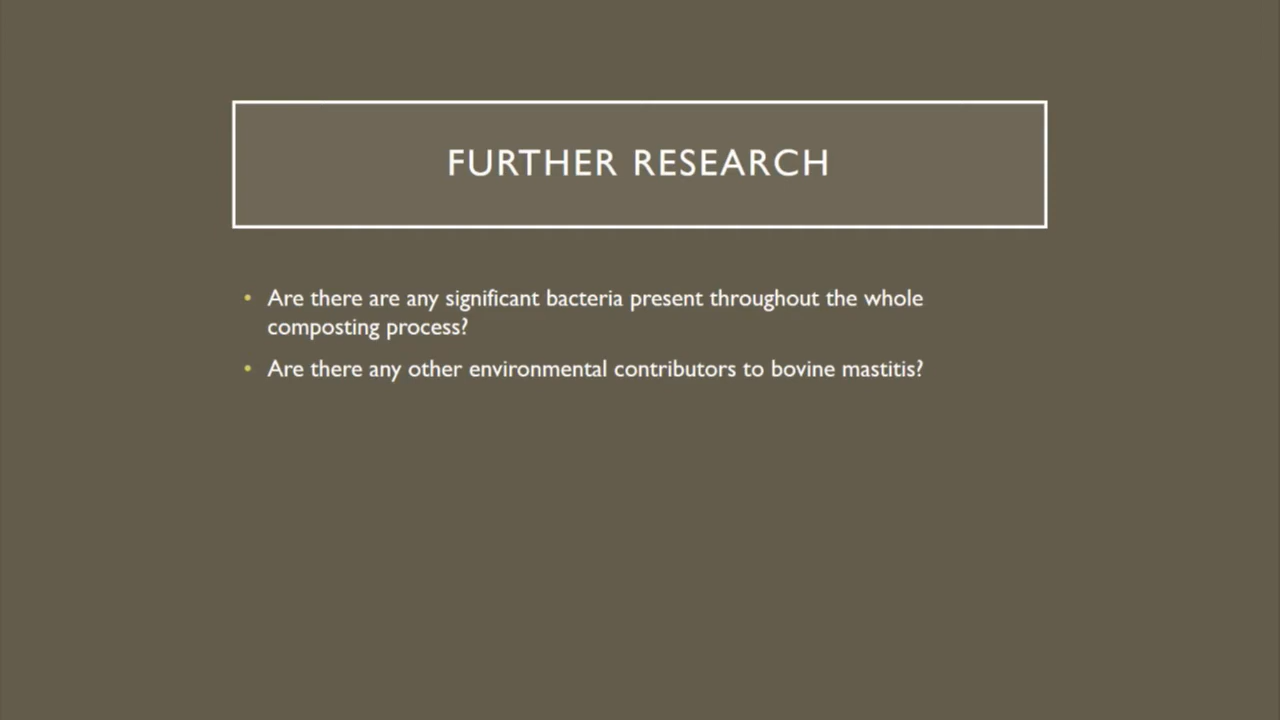 FURTHER RESEARCH
• Are there are any significant bacteria present throughout the whole
composting process?
• Are there any other environmental contributors to bovine mastitis?